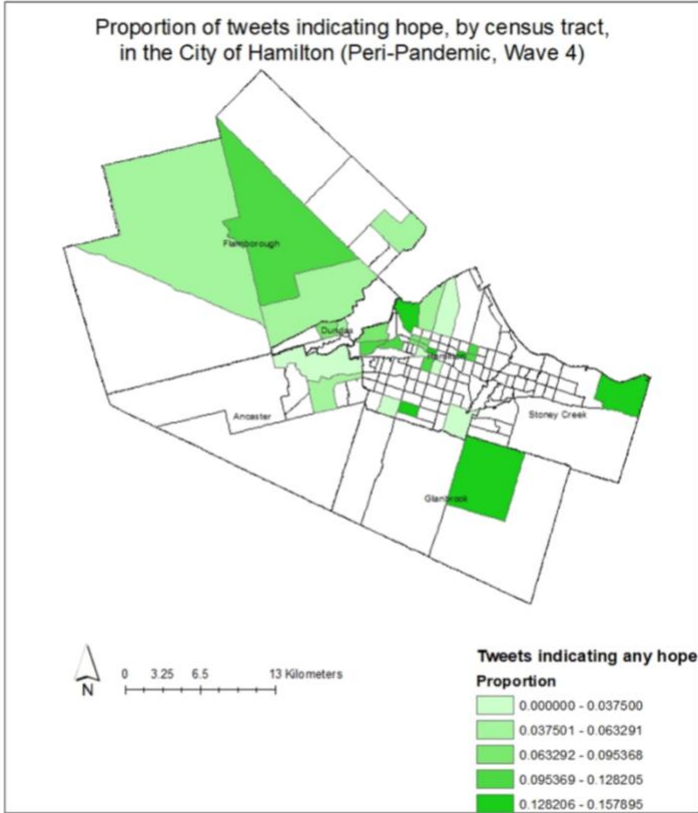 Proportion of tweets indicating hope, by census tract,
in the City of Hamilton (Peri-Pandemic, Wave 4)
Flamborough
Dundas
Hamilton
Ancaster
Stoney Creek
Glanbrook
N
0 3.25 6.5 13 Kilometers
Tweets indicating any hope
Proportion
0.000000 - 0.037500
0.037501 - 0.063291
0.063292 - 0.095368
0.095369 - 0.128205
0.128206 - 0.157895